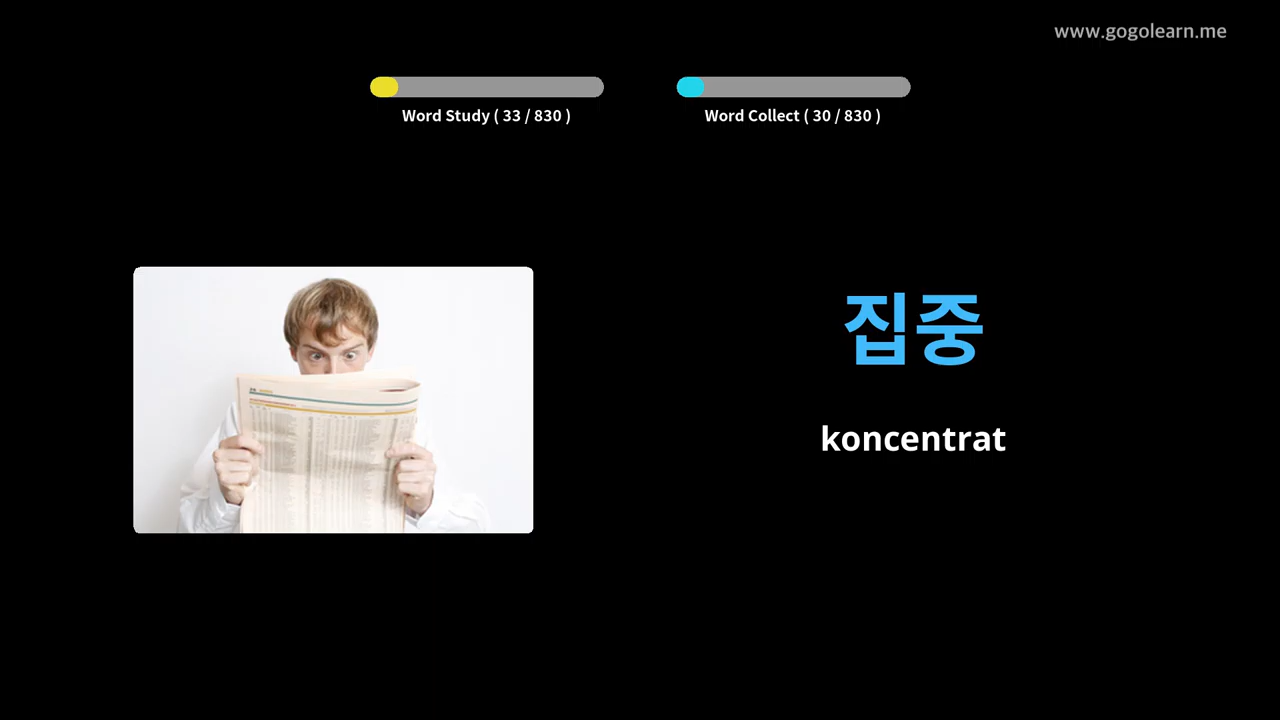 www.gogolearn.me
Word Study ( 33 / 830 )
Word Collect ( 30 / 830 )
집중
koncentrat